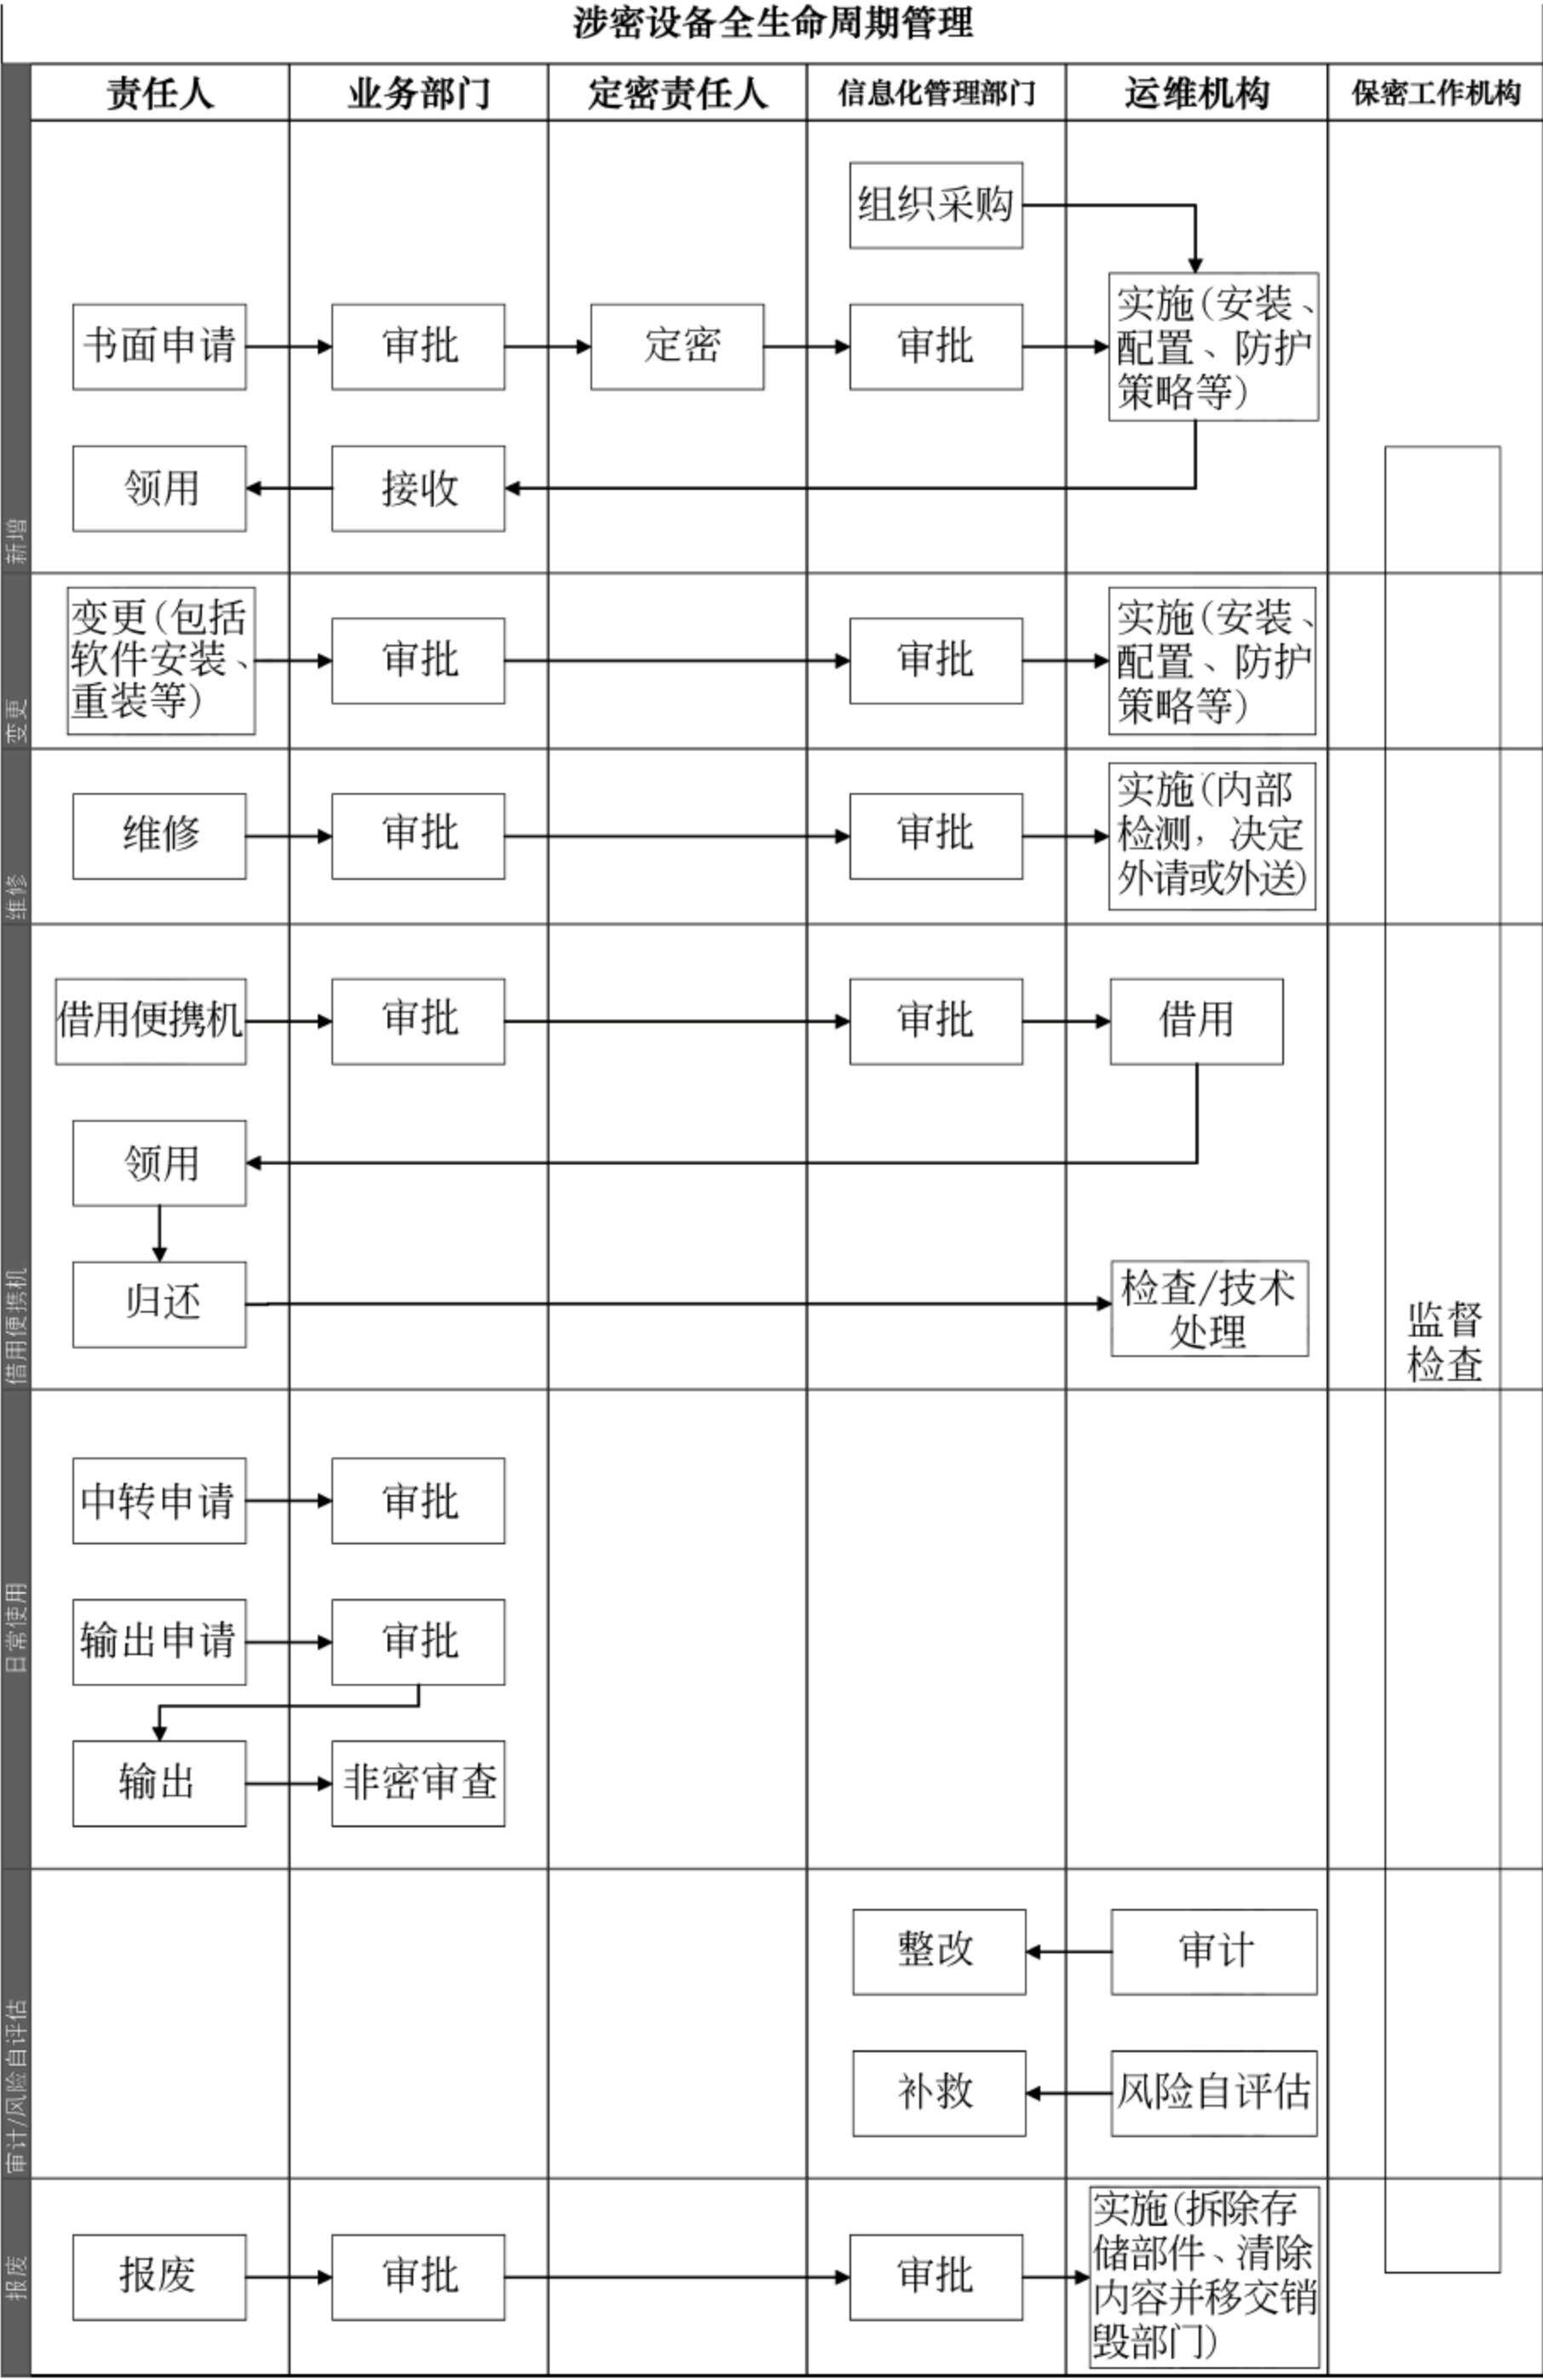 涉密设备全生命周期管理
责任人
业务部门
定密责任人
信息化管理部门
运维机构
保密工作机构
新增
组织采购
书面申请
审批
定密
审批
实施(安装、
配置、防护
策略等)
领用
接收
变更
变更(包括
软件安装、
重装等)
审批
审批
实施(安装、
配置、防护
策略等)
维修
维修
审批
审批
实施(内部
检测，决定
外请或外送)
借用便携机
借用便携机
审批
审批
借用
领用
归还
检查/技术
处理
监督
检查
日常使用
中转申请
审批
输出申请
审批
输出
非密审查
审计/风险自评估
整改
审计
补救
风险自评估
报废
报废
审批
审批
实施(拆除存
储部件、清除
内容并移交销
毁部门)